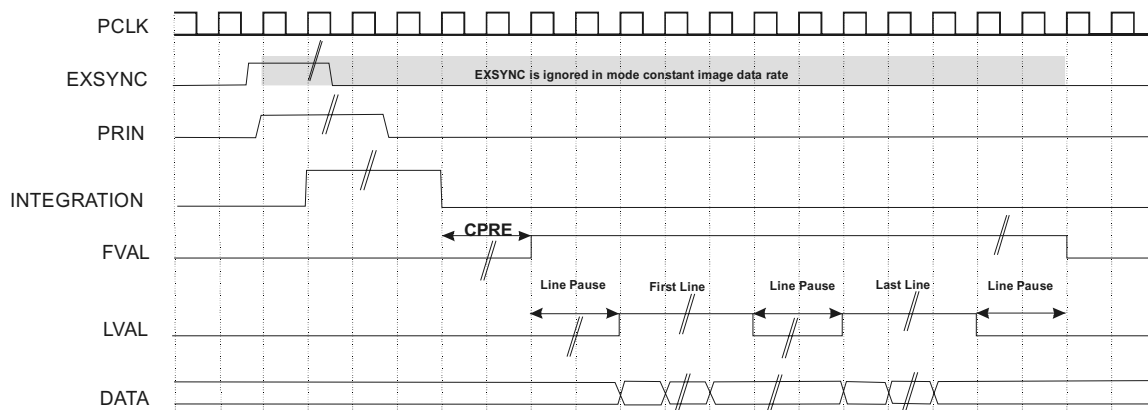 PCLK
EXSYNC
EXSYNC is ignored in mode constant image data rate
PRIN
INTEGRATION
CPRE
FVAL
Line Pause
First Line
Line Pause
Last Line
Line Pause
LVAL
DATA